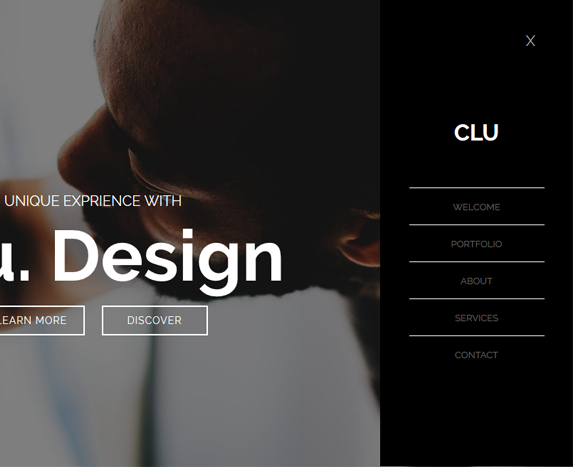 UNIQUE EXPRIENCE WITH
u. Design
LEARN MORE
DISCOVER
X
CLU
WELCOME
PORTFOLIO
ABOUT
SERVICES
CONTACT